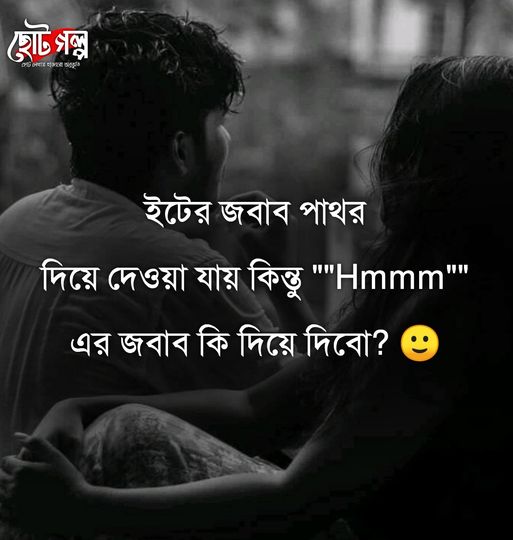 ছোট গল্প
ইটের জবাব পাথর
দিয়ে দেওয়া যায় কিন্তু ""Hmmm""
এর জবাব কি দিয়ে দিবো? 🙂